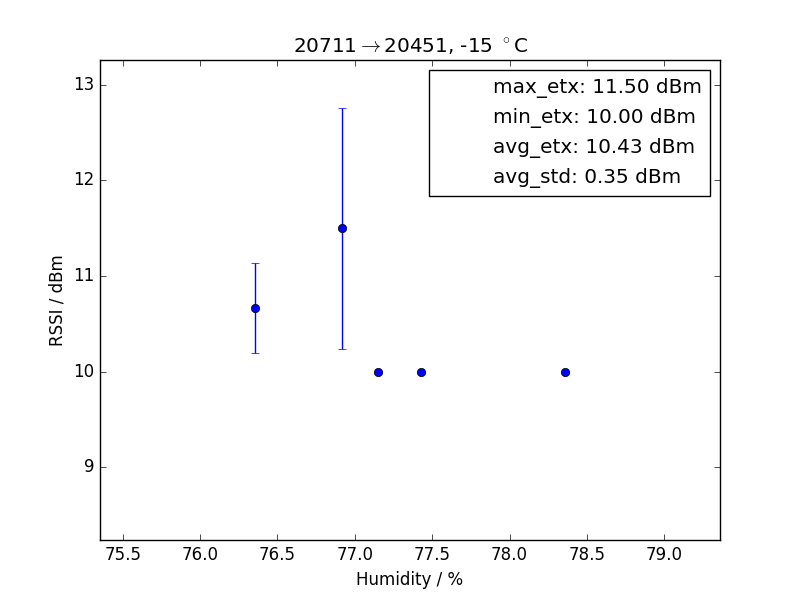 20711→20451, -15 °C
max_etx: 11.50 dBm
min_etx: 10.00 dBm
avg_etx: 10.43 dBm
avg_std: 0.35 dBm
13
12
11
10
9
RSSI / dBm
75.5 76.0 76.5 77.0 77.5 78.0 78.5 79.0
Humidity / %